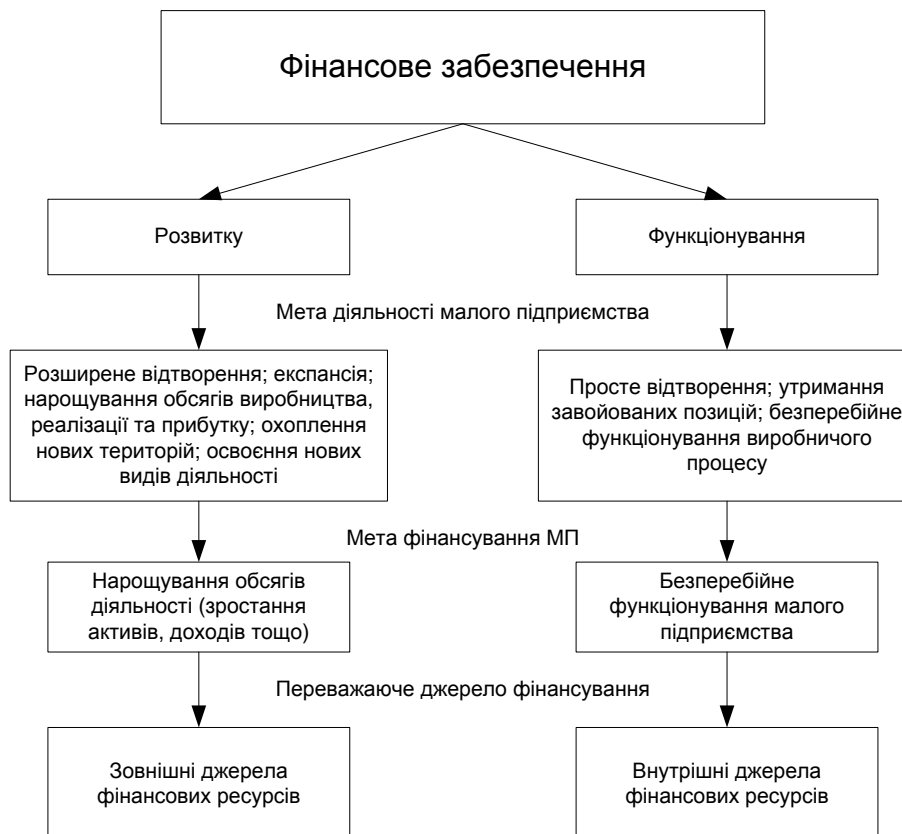 Фінансове забезпечення
Розвитку
Функціонування
Мета діяльності малого підприємства
Розширене відтворення; експансія;
нарощування обсягів виробництва,
реалізації та прибутку; охоплення
нових територій; освоєння нових
видів діяльності
Просте відтворення; утримання
завойованих позицій; безперебійне
функціонування виробничого
процесу
Мета фінансування МП
Нарощування обсягів
діяльності (зростання
активів, доходів тощо)
Безперебійне
функціонування малого
підприємства
Переважаюче джерело фінансування
Зовнішні джерела
фінансових ресурсів
Внутрішні джерела
фінансових ресурсів